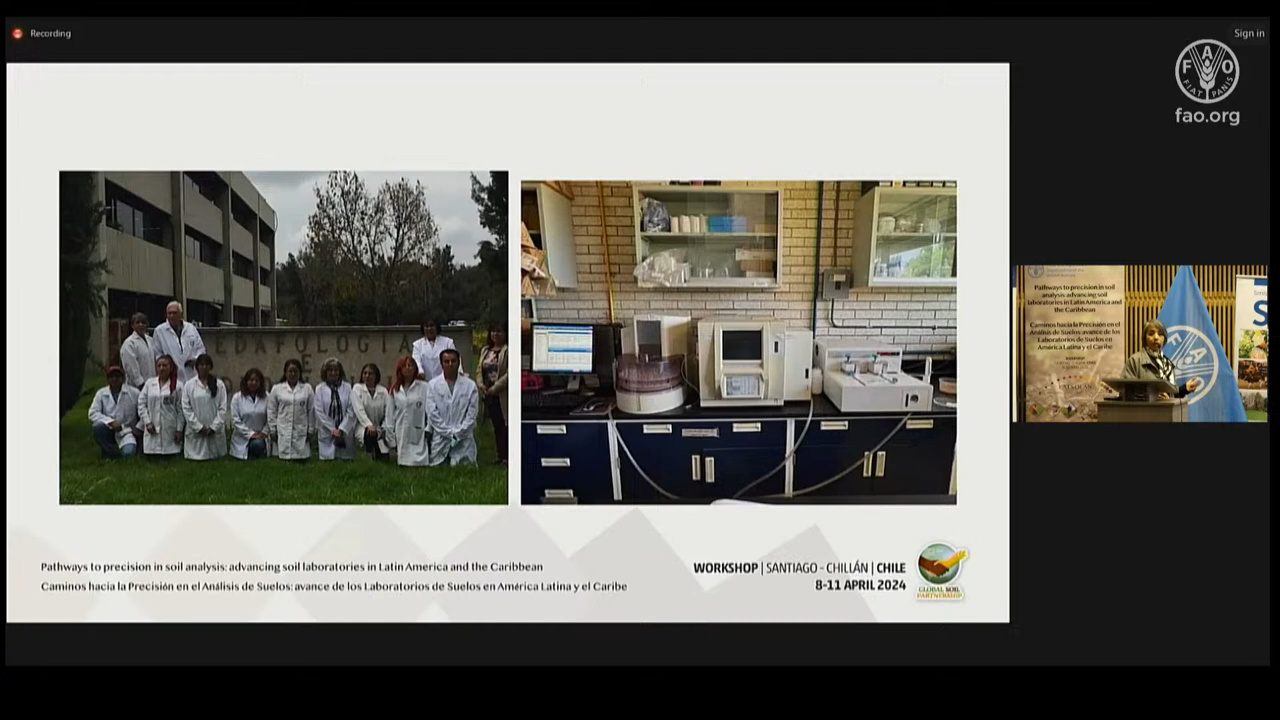 Recording
Sign in
FAO
FIAT PANIS
fao.org
Pathways to precision in soil
analysis: advancing soil
laboratories in Latin America and
the Caribbean
Caminos hacia la Precisión en el
Análisis de Suelos: avance de los
Laboratorios de Suelos en
América Latina y el Caribe
Pathways to precision in soil analysis: advancing soil laboratories in Latin America and the Caribbean
Caminos hacia la Precisión en el Análisis de Suelos: avance de los Laboratorios de Suelos en América Latina y el Caribe
WORKSHOP | SANTIAGO - CHILLÁN | CHILE
8-11 APRIL 2024
GLOBAL SOIL
PARTNERSHIP